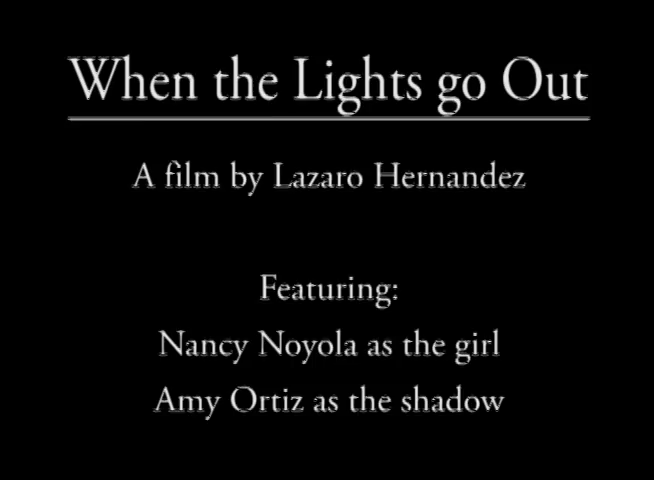 When the Lights go Out
A film by Lazaro Hernandez
Featuring:
Nancy Noyola as the girl
Amy Ortiz as the shadow